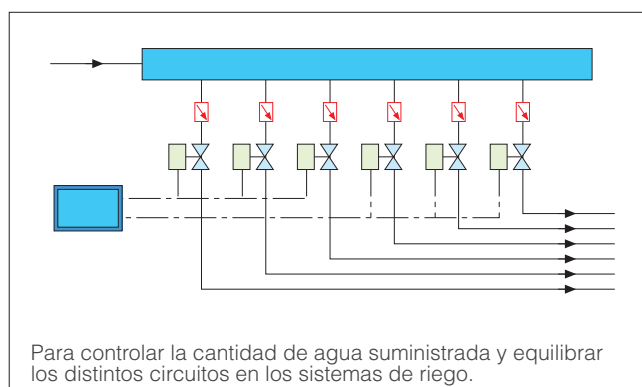 Para controlar la cantidad de agua suministrada y equilibrar
los distintos circuitos en los sistemas de riego.